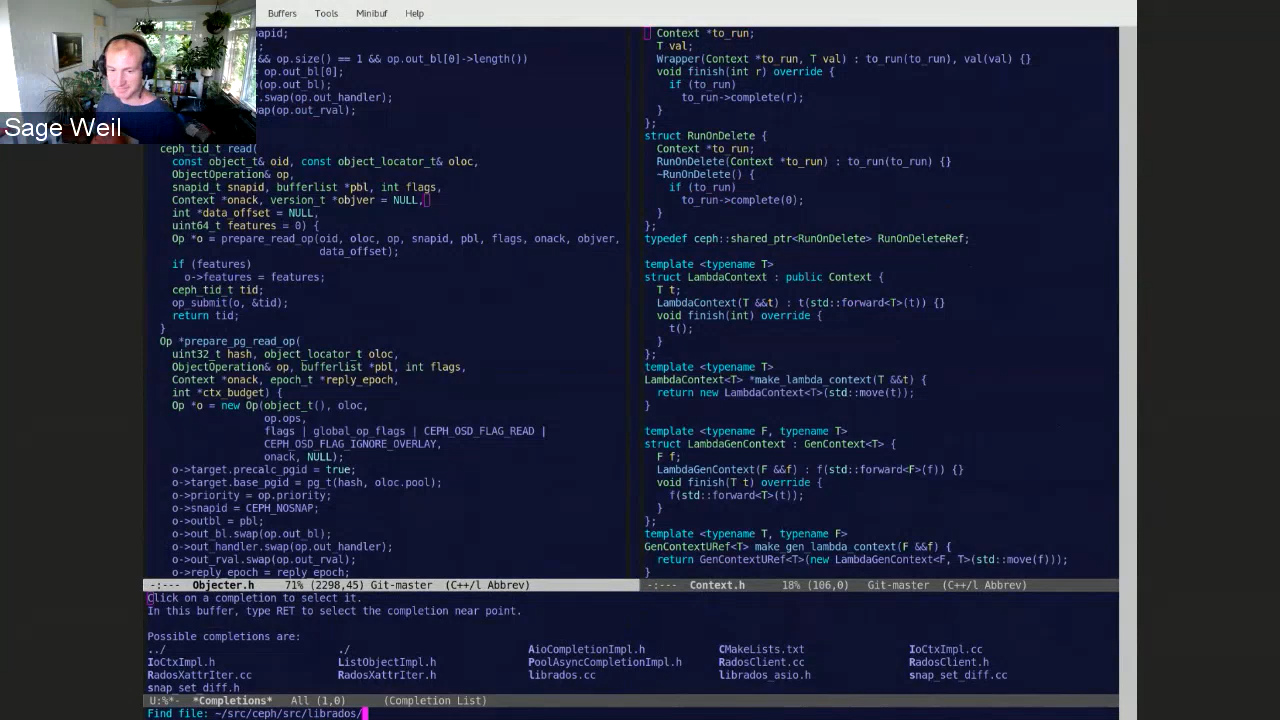 Buffers Tools Minibuf Help
Sage Weil
apid;
;
&& op.size() == 1 && op.out_bl[0]->length())
op.out_bl[0];
ap(op.out_bl);
r.swap(op.out_handler);
wap(op.out_rval);
ceph_tid_t read(
const object_t& oid, const object_locator_t& oloc,
ObjectOperation& op,
snapid_t snapid, bufferlist *pbl, int flags,
Context *onack, version_t *objver = NULL,
int *data_offset = NULL,
uint64_t features = 0) {
Op *o = prepare_read_op(oid, oloc, op, snapid, pbl, flags, onack, objver,
data_offset);
if (features)
o->features = features;
ceph_tid_t tid;
op_submit(o, &tid);
return tid;
}
Op *prepare_pg_read_op(
uint32_t hash, object_locator_t oloc,
ObjectOperation& op, bufferlist *pbl, int flags,
Context *onack, epoch_t *reply_epoch,
int *ctx_budget) {
Op *o = new Op(object_t(), oloc,
op.ops,
flags | global_op_flags | CEPH_OSD_FLAG_READ |
CEPH_OSD_FLAG_IGNORE_OVERLAY,
onack, NULL);
o->target.precalc_pgid = true;
o->target.base_pgid = pg_t(hash, oloc.pool);
o->priority = op.priority;
o->snapid = CEPH_NOSNAP;
o->outbl = pbl;
o->out_bl.swap(op.out_bl);
o->out_handler.swap(op.out_handler);
o->out_rval.swap(op.out_rval);
o->reply_epoch = reply_epoch;
-:--- Objecter.h 71% (2298,45) Git-master (C++/l Abbrev)
Context *to_run;
T val;
Wrapper(Context *to_run, T val) : to_run(to_run), val(val) {}
void finish(int r) override {
if (to_run)
to_run->complete(r);
}
};
struct RunOnDelete {
Context *to_run;
RunOnDelete(Context *to_run) : to_run(to_run) {}
~RunOnDelete() {
if (to_run)
to_run->complete(0);
}
};
typedef ceph::shared_ptr<RunOnDelete> RunOnDeleteRef;
template <typename T>
struct LambdaContext : public Context {
T t;
LambdaContext(T &&t) : t(std::forward<T>(t)) {}
void finish(int) override {
t();
}
};
template <typename T>
LambdaContext<T> *make_lambda_context(T &&t) {
return new LambdaContext<T>(std::move(t));
}
template <typename F, typename T>
struct LambdaGenContext : GenContext<T> {
F f;
LambdaGenContext(F &&f) : f(std::forward<F>(f)) {}
void finish(T t) override {
f(std::forward<T>(t));
}
};
template <typename T, typename F>
GenContextURef<T> make_gen_lambda_context(F &&f) {
return GenContextURef<T>(new LambdaGenContext<F, T>(std::move(f)));
}
-:--- Context.h 18% (106,0) Git-master (C++/l Abbrev)
Click on a completion to select it.
In this buffer, type RET to select the completion near point.
Possible completions are:
../ ./ AioCompletionImpl.h CMakeLists.txt IoCtxImpl.cc
IoCtxImpl.h ListObjectImpl.h PoolAsyncCompletionImpl.h RadosClient.cc RadosClient.h
RadosXattrIter.cc RadosXattrIter.h librados.cc librados_asio.h snap_set_diff.cc
snap_set_diff.h
U:%*- *Completions* All (1,0) (Completion List)
Find file: ~/src/ceph/src/librados/